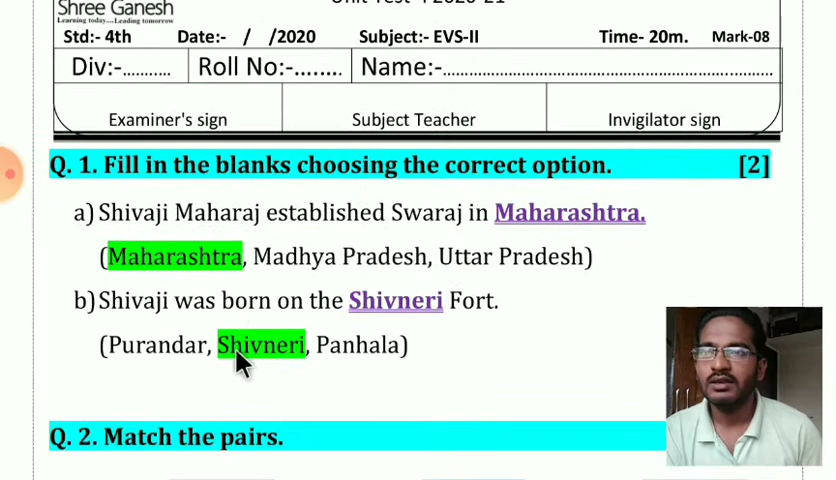 Shree Ganesh
Learning today....Leading tomorrow
Std:- 4th Date:- / /2020 Subject:- EVS-II Time- 20m. Mark-08
Div:-........... Roll No:-....... Name:-.....................................................................
Examiner's sign Subject Teacher Invigilator sign
Q. 1. Fill in the blanks choosing the correct option. [2]
a) Shivaji Maharaj established Swaraj in Maharashtra.
(Maharashtra, Madhya Pradesh, Uttar Pradesh)
b) Shivaji was born on the Shivneri Fort.
(Purandar, Shivneri, Panhala)
Q. 2. Match the pairs.